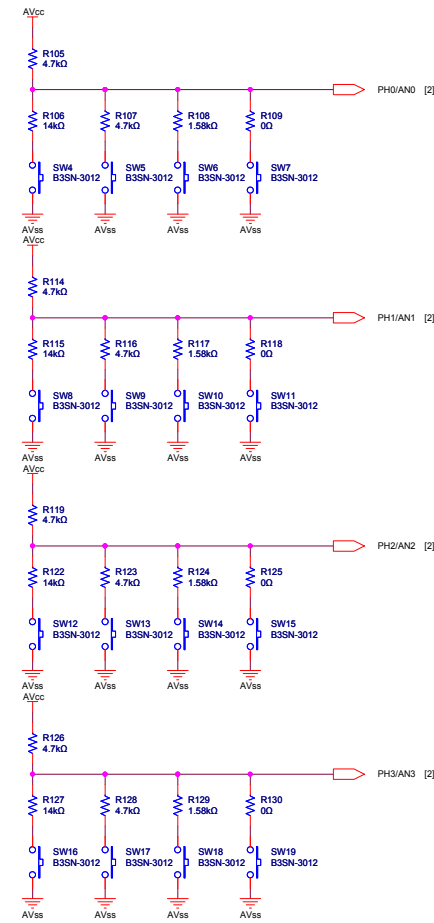 AVcc
R105
4.7kΩ
PH0/AN0 [2]
R106 R107 R108 R109
14kΩ 4.7kΩ 1.58kΩ 0Ω
SW4 SW5 SW6 SW7
B3SN-3012 B3SN-3012 B3SN-3012 B3SN-3012
AVss AVss AVss AVss
AVcc
R114
4.7kΩ
PH1/AN1 [2]
R115 R116 R117 R118
14kΩ 4.7kΩ 1.58kΩ 0Ω
SW8 SW9 SW10 SW11
B3SN-3012 B3SN-3012 B3SN-3012 B3SN-3012
AVss AVss AVss AVss
AVcc
R119
4.7kΩ
PH2/AN2 [2]
R122 R123 R124 R125
14kΩ 4.7kΩ 1.58kΩ 0Ω
SW12 SW13 SW14 SW15
B3SN-3012 B3SN-3012 B3SN-3012 B3SN-3012
AVss AVss AVss AVss
AVcc
R126
4.7kΩ
PH3/AN3 [2]
R127 R128 R129 R130
14kΩ 4.7kΩ 1.58kΩ 0Ω
SW16 SW17 SW18 SW19
B3SN-3012 B3SN-3012 B3SN-3012 B3SN-3012
AVss AVss AVss AVss